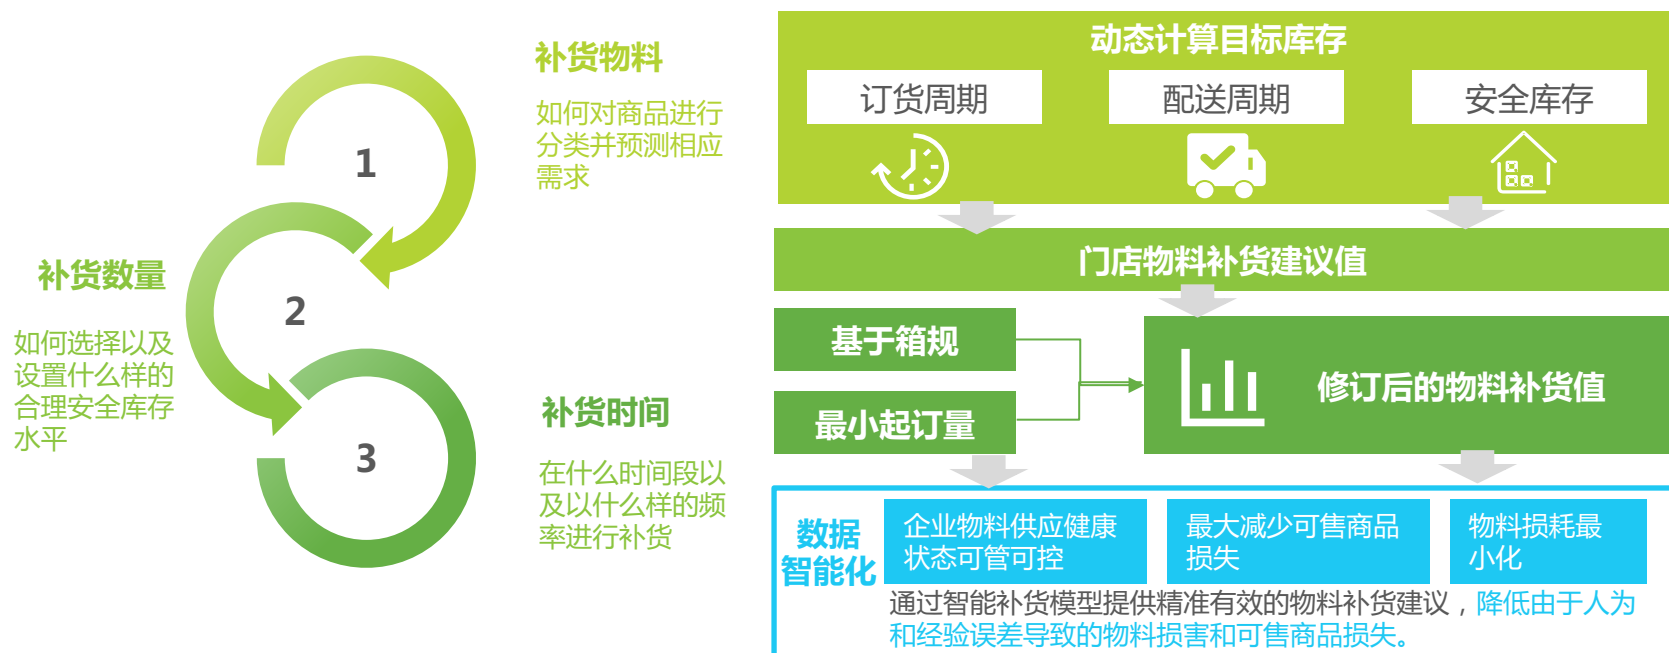 补货物料
如何对商品进行
分类并预测相应
需求
1
补货数量
如何选择以及
设置什么样的
合理安全库存
水平
2
补货时间
在什么时间段以
及以什么样的频
率进行补货
3
动态计算目标库存
订货周期
配送周期
安全库存
门店物料补货建议值
基于箱规
最小起订量
修订后的物料补货值
数据
智能化
企业物料供应健康
状态可管可控
最大减少可售商品
损失
物料损耗最
小化
通过智能补货模型提供精准有效的物料补货建议，降低由于人为
和经验误差导致的物料损害和可售商品损失。